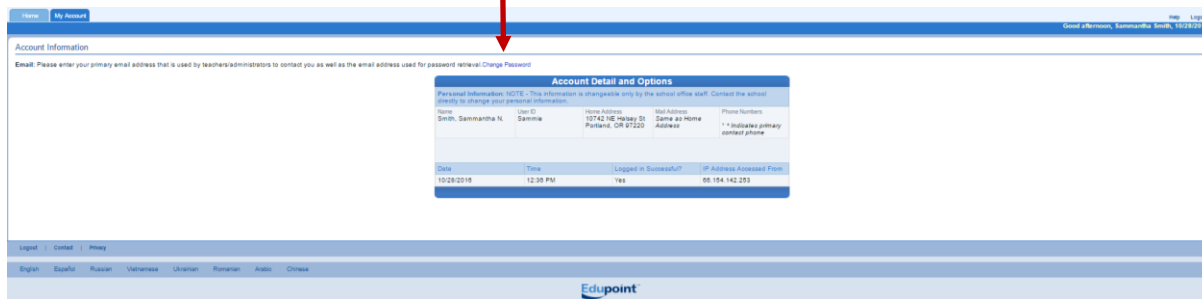 Home My Account
Help Logo
Good afternoon, Sammantha Smith, 10/29/201
Account Information
Email: Please enter your primary email address that is used by teachers/administrators to contact you as well as the email address used for password retrieval.Change Password
Account Detail and Options
Personal Information: NOTE - This information is changeable only by the school office staff. Contact the school
directly to change your personal information.
Name User ID Home Address Mail Address Phone Numbers
Smith, Sammantha N. Sammie 10742 NE Halsey St Same as Home
Portland, OR 97220 Address * * Indicates primary
contact phone
Date Time Logged in Successful? IP Address Accessed From
10/29/2016 12:36 PM Yes 66.154.142.253
Logout | Contact | Privacy
English Español Russian Vietnamese Ukrainian Romanian Arabic Chinese
Edupoint